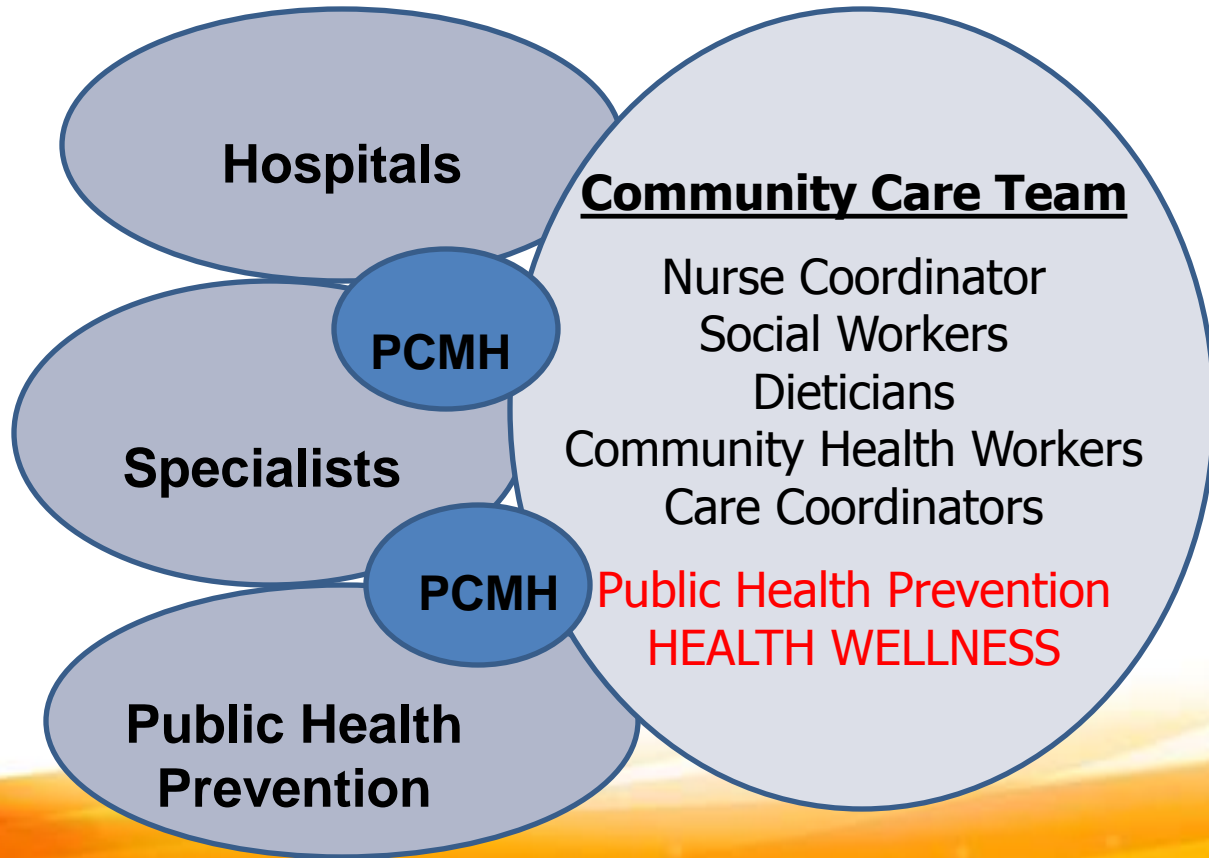 Hospitals
PCMH
Specialists
PCMH
Public Health
Prevention
Community Care Team
Nurse Coordinator
Social Workers
Dieticians
Community Health Workers
Care Coordinators
Public Health Prevention
HEALTH WELLNESS